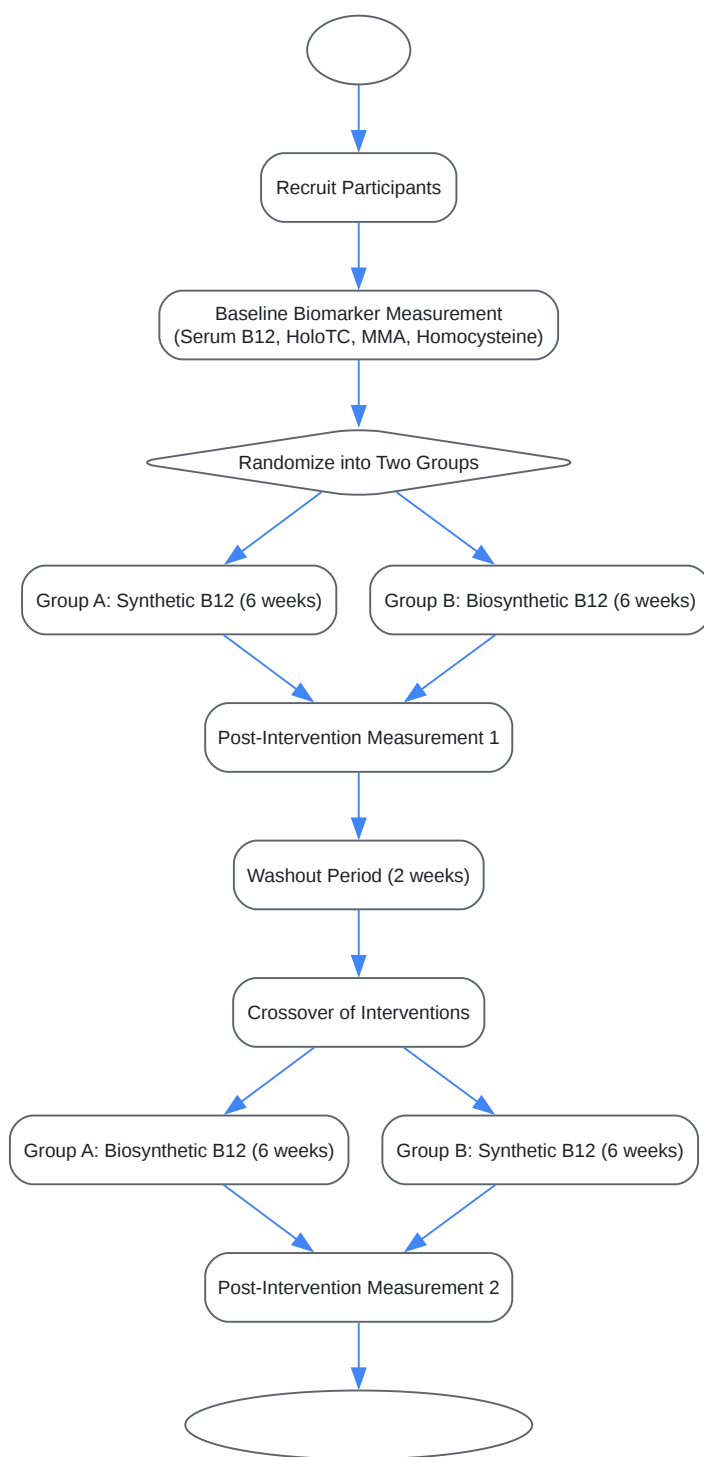 Recruit Participants
Baseline Biomarker Measurement
(Serum B12, HoloTC, MMA, Homocysteine)
Randomize into Two Groups
Group A: Synthetic B12 (6 weeks)
Group B: Biosynthetic B12 (6 weeks)
Post-Intervention Measurement 1
Washout Period (2 weeks)
Crossover of Interventions
Group A: Biosynthetic B12 (6 weeks)
Group B: Synthetic B12 (6 weeks)
Post-Intervention Measurement 2